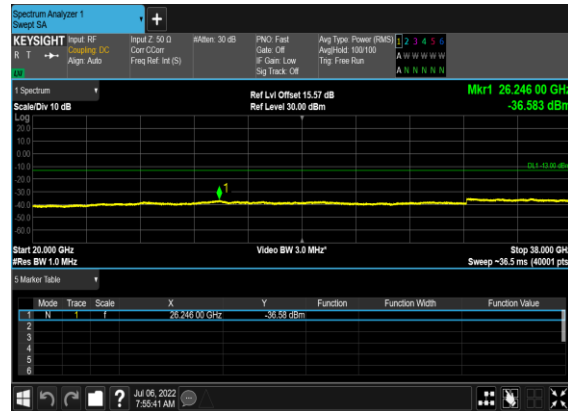 Spectrum Analyzer 1
Swept SA
+
KEYSIGHT Input: RF Input Z: 50 Ω #Atten: 30 dB PNO: Fast Avg Type: Power (RMS) 1 2 3 4 5 6
R T Coupling: DC Corr CCorr Gate: Off Avg|Hold: 100/100 A W W W W W
Align: Auto Freq Ref: Int (S) IF Gain: Low Trig: Free Run
Sig Track: Off A N N N N N
1 Spectrum Ref Lvl Offset 15.57 dB Mkr1 26.246 00 GHz
Scale/Div 10 dB Ref Level 30.00 dBm -36.583 dBm
Log
20.0
10.0
0.00
-10.0 DL1 -13.00 dBm
-20.0
-30.0 1
-40.0
-50.0
-60.0
Start 20.000 GHz Video BW 3.0 MHz* Stop 38.000 GHz
#Res BW 1.0 MHz Sweep ~36.5 ms (40001 pts)
5 Marker Table
Mode Trace Scale X Y Function Function Width Function Value
1 N 1 f 26.246 00 GHz -36.58 dBm
2
3
4
5
6
? Jul 06, 2022
7:55:41 AM